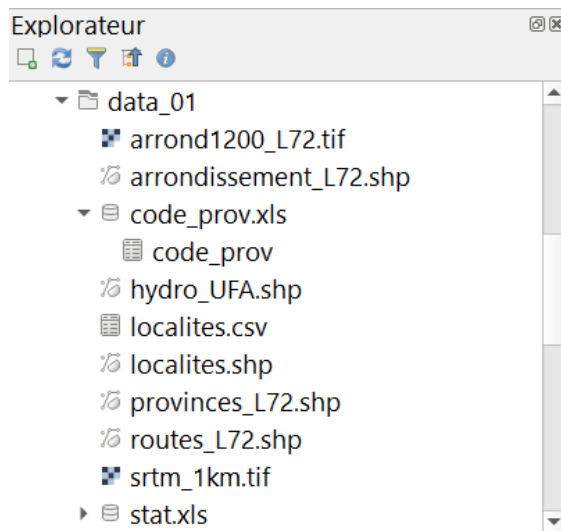 Explorateur
data_01
arrond1200_L72.tif
arrondissement_L72.shp
code_prov.xls
code_prov
hydro_UFA.shp
localites.csv
localites.shp
provinces_L72.shp
routes_L72.shp
srtm_1km.tif
stat.xls